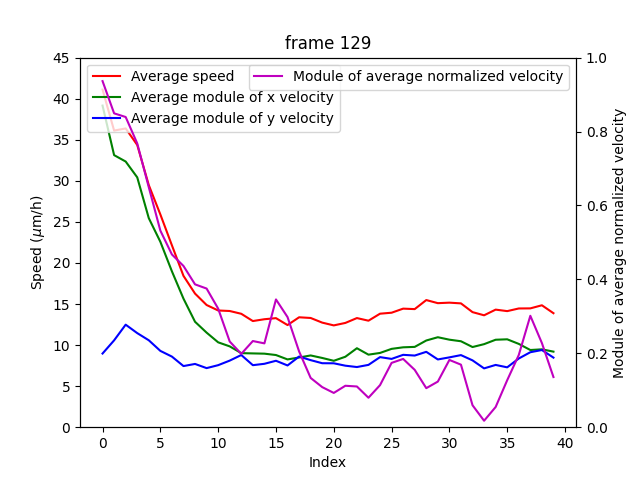 frame 129
Average speed
Average module of x velocity
Average module of y velocity
Module of average normalized velocity
Speed (μm/h)
45
40
35
30
25
20
15
10
5
0
Module of average normalized velocity
1.0
0.8
0.6
0.4
0.2
0.0
0 5 10 15 20 25 30 35 40
Index